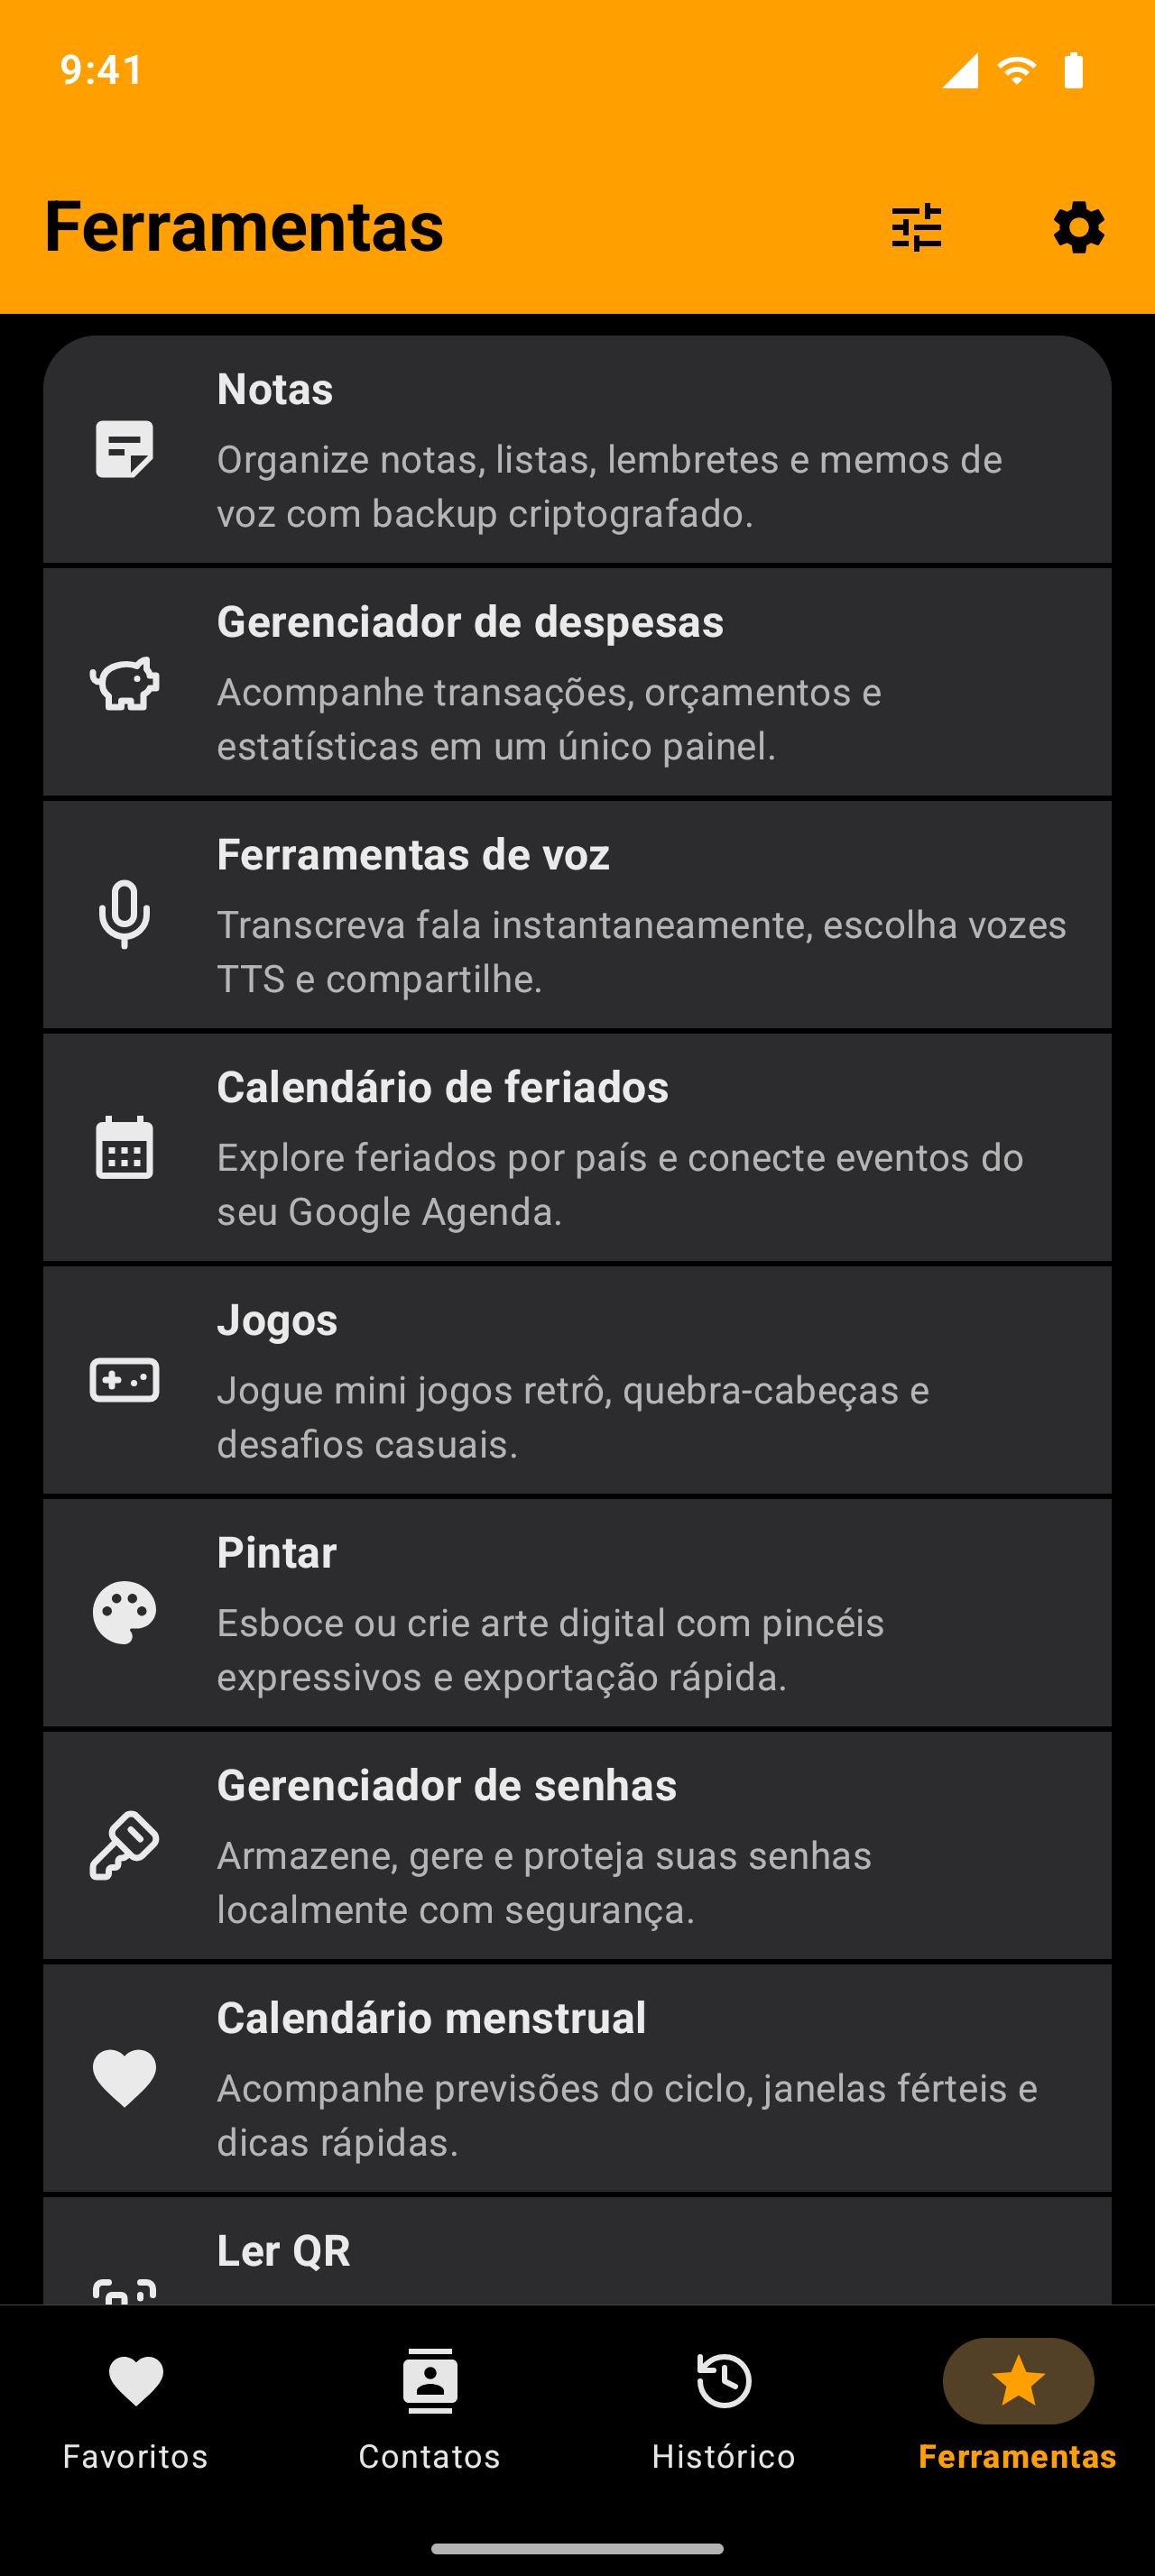 9:41
Ferramentas
Notas
Organize notas, listas, lembretes e memos de
voz com backup criptografado.
Gerenciador de despesas
Acompanhe transações, orçamentos e
estatísticas em um único painel.
Ferramentas de voz
Transcreva fala instantaneamente, escolha vozes
TTS e compartilhe.
Calendário de feriados
Explore feriados por país e conecte eventos do
seu Google Agenda.
Jogos
Jogue mini jogos retrô, quebra-cabeças e
desafios casuais.
Pintar
Esboce ou crie arte digital com pincéis
expressivos e exportação rápida.
Gerenciador de senhas
Armazene, gere e proteja suas senhas
localmente com segurança.
Calendário menstrual
Acompanhe previsões do ciclo, janelas férteis e
dicas rápidas.
Ler QR
Favoritos
Contatos
Histórico
Ferramentas